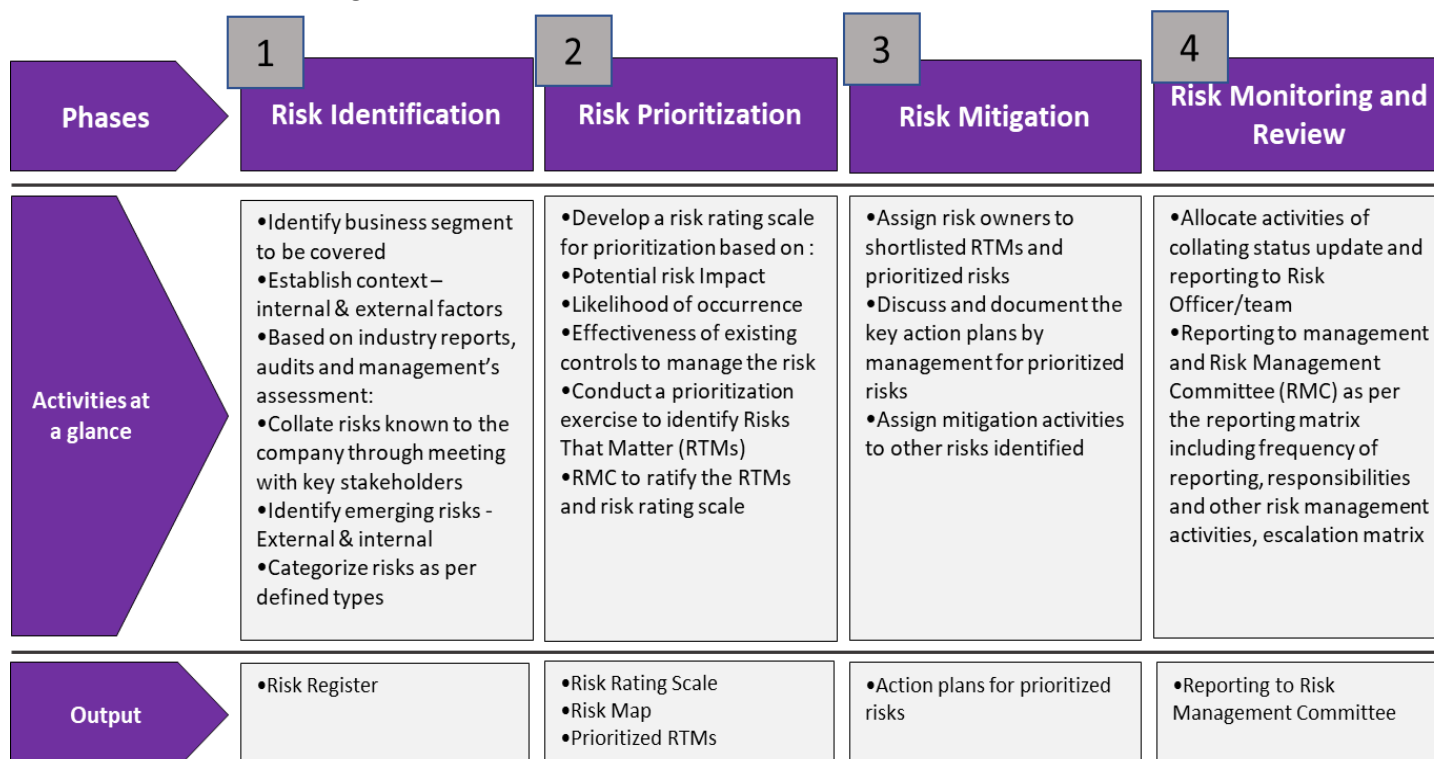 1
2
3
4
Phases
Risk Identification
Risk Prioritization
Risk Mitigation
Risk Monitoring and
Review
Activities at
a glance
•Identify business segment
to be covered
•Establish context –
internal & external factors
•Based on industry reports,
audits and management’s
assessment:
•Collate risks known to the
company through meeting
with key stakeholders
•Identify emerging risks -
External & internal
•Categorize risks as per
defined types
•Develop a risk rating scale
for prioritization based on :
•Potential risk Impact
•Likelihood of occurrence
•Effectiveness of existing
controls to manage the risk
•Conduct a prioritization
exercise to identify Risks
That Matter (RTMs)
•RMC to ratify the RTMs
and risk rating scale
•Assign risk owners to
shortlisted RTMs and
prioritized risks
•Discuss and document the
key action plans by
management for prioritized
risks
•Assign mitigation activities
to other risks identified
•Allocate activities of
collating status update and
reporting to Risk
Officer/team
•Reporting to management
and Risk Management
Committee (RMC) as per
the reporting matrix
including frequency of
reporting, responsibilities
and other risk management
activities, escalation matrix
Output
•Risk Register
•Risk Rating Scale
•Risk Map
•Prioritized RTMs
•Action plans for prioritized
risks
•Reporting to Risk
Management Committee